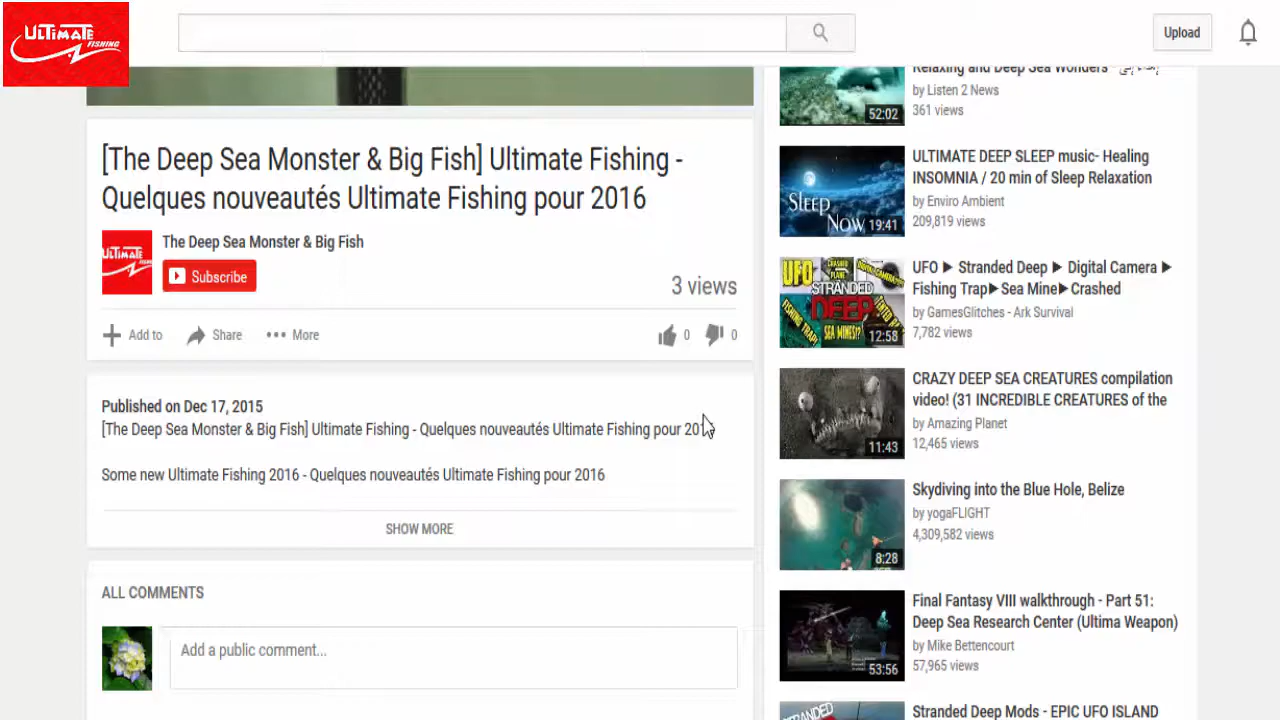 ULTIMATE
FISHING
Upload
[The Deep Sea Monster & Big Fish] Ultimate Fishing -
Quelques nouveautés Ultimate Fishing pour 2016
ULTIMATE
The Deep Sea Monster & Big Fish
Subscribe
3 views
Add to
Share
More
0
0
Published on Dec 17, 2015
[The Deep Sea Monster & Big Fish] Ultimate Fishing - Quelques nouveautés Ultimate Fishing pour
Some new Ultimate Fishing 2016 - Quelques nouveautés Ultimate Fishing pour 2016
SHOW MORE
ALL COMMENTS
Add a public comment...
Relaxing and Deep Sea Wonders -
by Listen 2 News
361 views
52:02
ULTIMATE DEEP SLEEP music- Healing
INSOMNIA / 20 min of Sleep Relaxation
by Enviro Ambient
209,819 views
SLEEP
NOW
19:41
UFO ▶ Stranded Deep ▶ Digital Camera ▶
Fishing Trap▶Sea Mine▶Crashed
by GamesGlitches - Ark Survival
7,782 views
UFO
CRASHED
PLANE
DIGITAL CAMERA
STRANDED
DEEP
FISHING TRAP!
SEA MINES!?
12:58
CRAZY DEEP SEA CREATURES compilation
video! (31 INCREDIBLE CREATURES of the
by Amazing Planet
12,465 views
11:43
Skydiving into the Blue Hole, Belize
by yogaFLIGHT
4,309,582 views
8:28
Final Fantasy VIII walkthrough - Part 51:
Deep Sea Research Center (Ultima Weapon)
by Mike Bettencourt
57,965 views
53:56
Stranded Deep Mods - EPIC UFO ISLAND
STRANDED